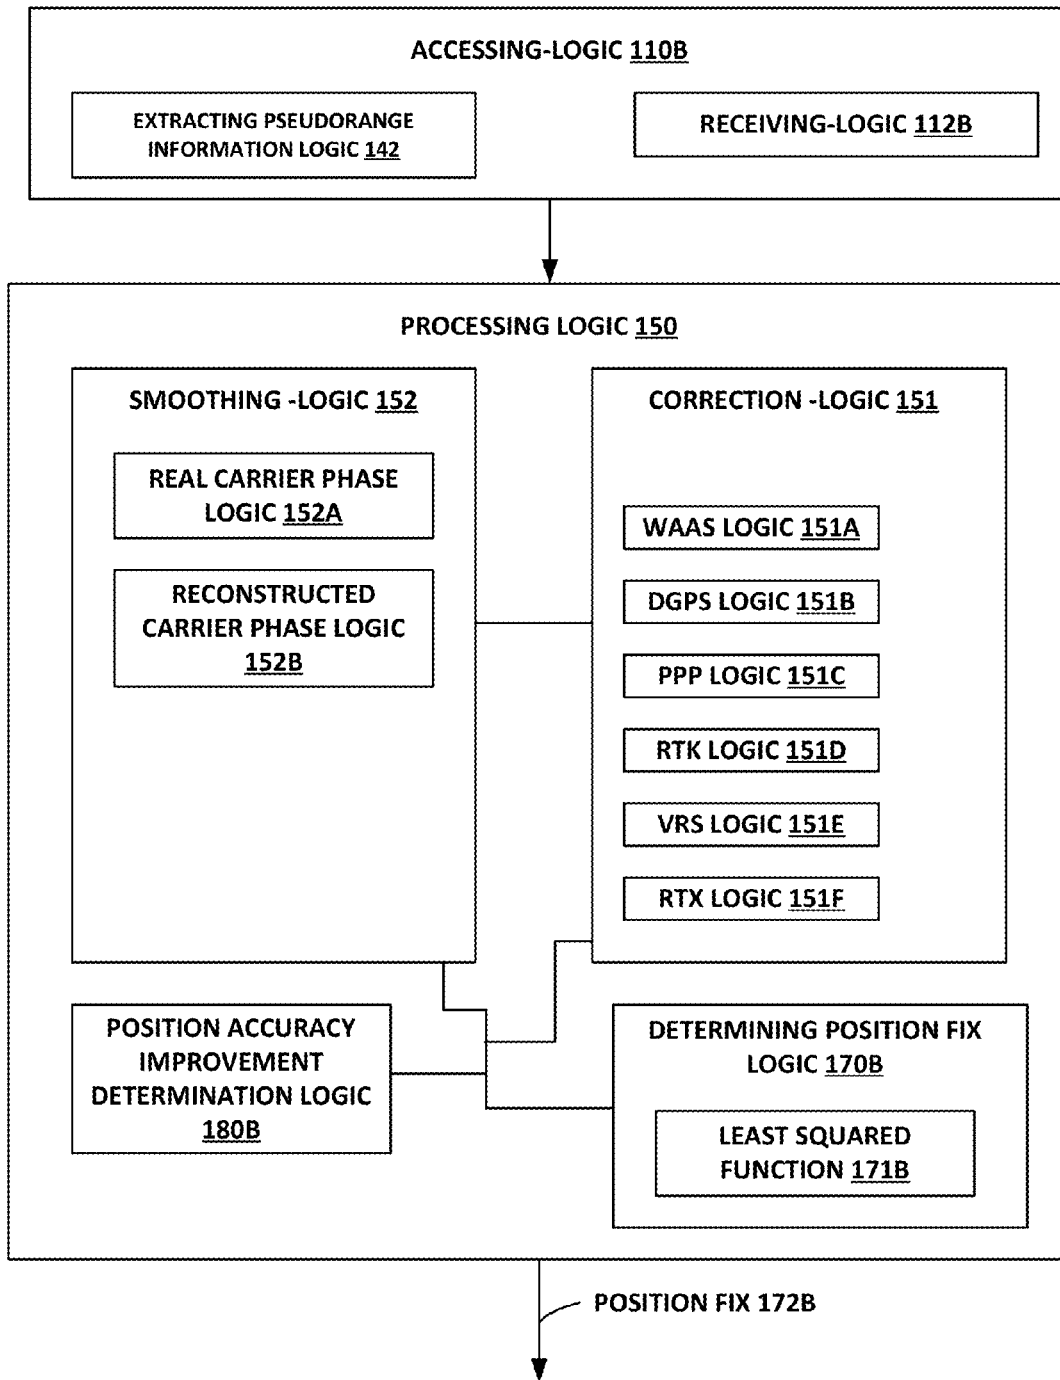 ACCESSING-LOGIC 110B
EXTRACTING PSEUDORANGE
INFORMATION LOGIC 142
RECEIVING-LOGIC 112B
PROCESSING LOGIC 150
SMOOTHING -LOGIC 152
REAL CARRIER PHASE
LOGIC 152A
RECONSTRUCTED
CARRIER PHASE LOGIC
152B
CORRECTION -LOGIC 151
WAAS LOGIC 151A
DGPS LOGIC 151B
PPP LOGIC 151C
RTK LOGIC 151D
VRS LOGIC 151E
RTX LOGIC 151F
POSITION ACCURACY
IMPROVEMENT
DETERMINATION LOGIC
180B
DETERMINING POSITION FIX
LOGIC 170B
LEAST SQUARED
FUNCTION 171B
POSITION FIX 172B